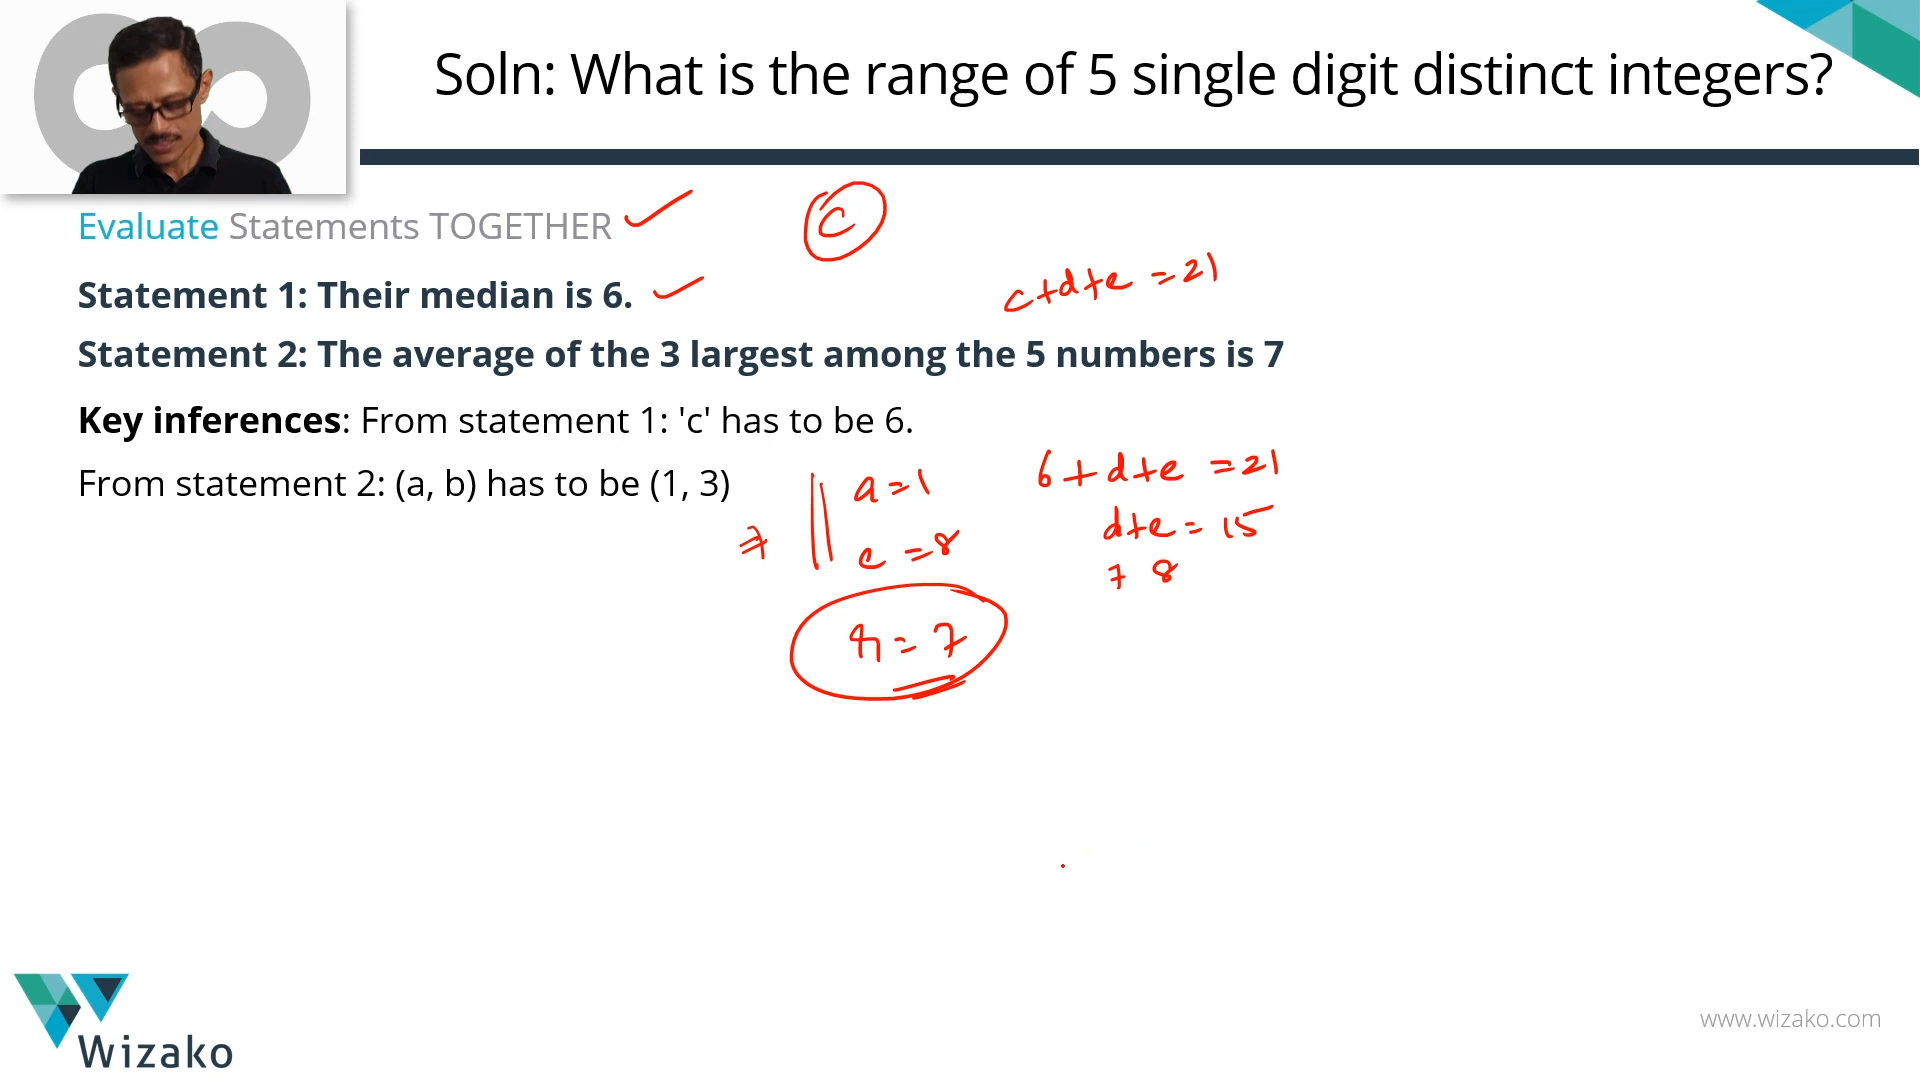 Soln: What is the range of 5 single digit distinct integers?
Evaluate Statements TOGETHER
C
Statement 1: Their median is 6.
c+d+e = 21
Statement 2: The average of the 3 largest among the 5 numbers is 7
Key inferences: From statement 1: 'c' has to be 6.
From statement 2: (a, b) has to be (1, 3)
a = 1
6 + d+e = 21
⇒
e = 8
d+e = 15
7 8
r = 7
Wizako
www.wizako.com